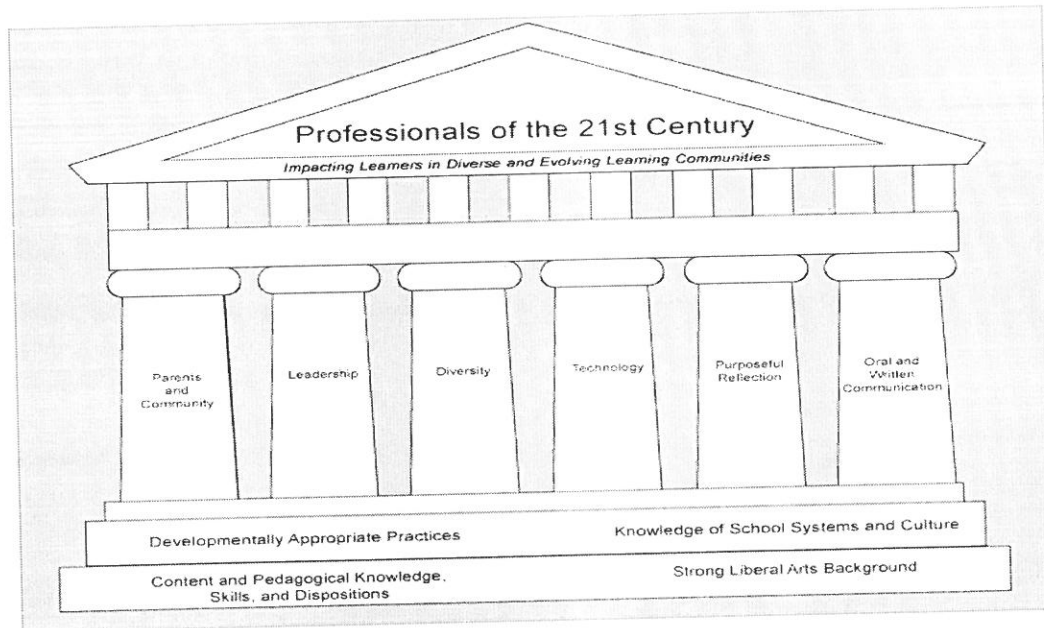 Professionals of the 21st Century
Impacting Learners in Diverse and Evolving Learning Communities
Parents
and
Community
Leadership
Diversity
Technology
Purposeful
Reflection
Oral and
Written
Communication
Developmentally Appropriate Practices
Knowledge of School Systems and Culture
Content and Pedagogical Knowledge,
Skills, and Dispositions
Strong Liberal Arts Background